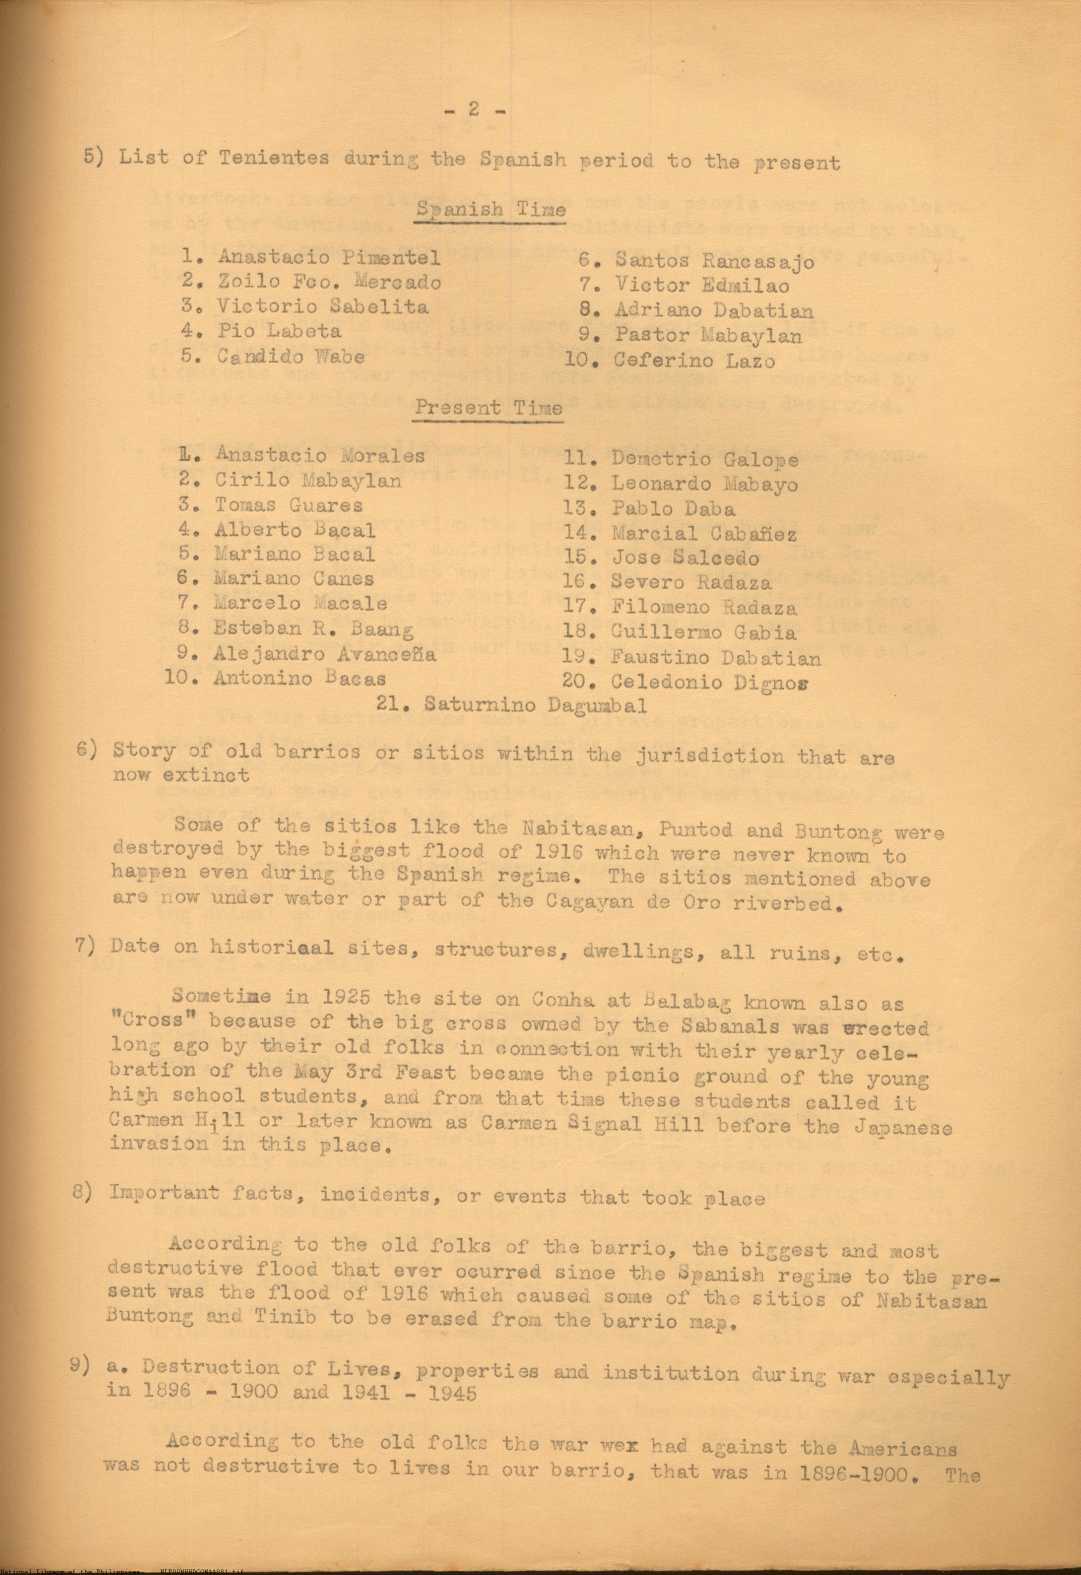 - 2 -
5) List of Tenientes during the Spanish period to the present
Spanish Time
1. Anastacio Pimentel
2. Zoilo Fco. Mercado
3. Victorio Sabelita
4. Pio Labeta
5. Candido Wabe
6. Santos Rancasajo
7. Victor Edmilao
8. Adriano Dabatian
9. Pastor Mabaylan
10. Ceferino Lazo
Present Time
1. Anastacio Morales
2. Cirilo Mabaylan
3. Tomas Guares
4. Alberto Bacal
5. Mariano Bacal
6. Mariano Canes
7. Marcelo Macale
8. Esteban R. Baang
9. Alejandro Avanceña
10. Antonino Bacas
11. Demetrio Galope
12. Leonardo Mabayo
13. Pablo Daba
14. Marcial Cabañez
15. Jose Salcedo
16. Severo Radaza
17. Filomeno Radaza
18. Guillermo Gabia
19. Faustino Dabatian
20. Celedonio Dignos
21. Saturnino Dagumbal
6) Story of old barrios or sitios within the jurisdiction that are
now extinct
Some of the sitios like the Nabitasan, Puntod and Buntong were
destroyed by the biggest flood of 1916 which were never known to
happen even during the Spanish regime. The sitios mentioned above
are now under water or part of the Cagayan de Oro riverbed.
7) Date on historiaal sites, structures, dwellings, all ruins, etc.
Sometime in 1925 the site on Conha at Balabag known also as
"Cross" because of the big cross owned by the Sabanals was erected
long ago by their old folks in connection with their yearly cele-
bration of the May 3rd Feast became the picnic ground of the young
high school students, and from that time these students called it
Carmen Hill or later known as Carmen Signal Hill before the Japanese
invasion in this place.
8) Important facts, incidents, or events that took place
According to the old folks of the barrio, the biggest and most
destructive flood that ever ocurred since the Spanish regime to the pre-
sent was the flood of 1916 which caused some of the sitios of Nabitasan
Buntong and Tinib to be erased from the barrio map.
9) a. Destruction of Lives, properties and institution during war especially
in 1896 - 1900 and 1941 - 1945
According to the old folks the war wex had against the Americans
was not destructive to lives in our barrio, that was in 1896-1900. The